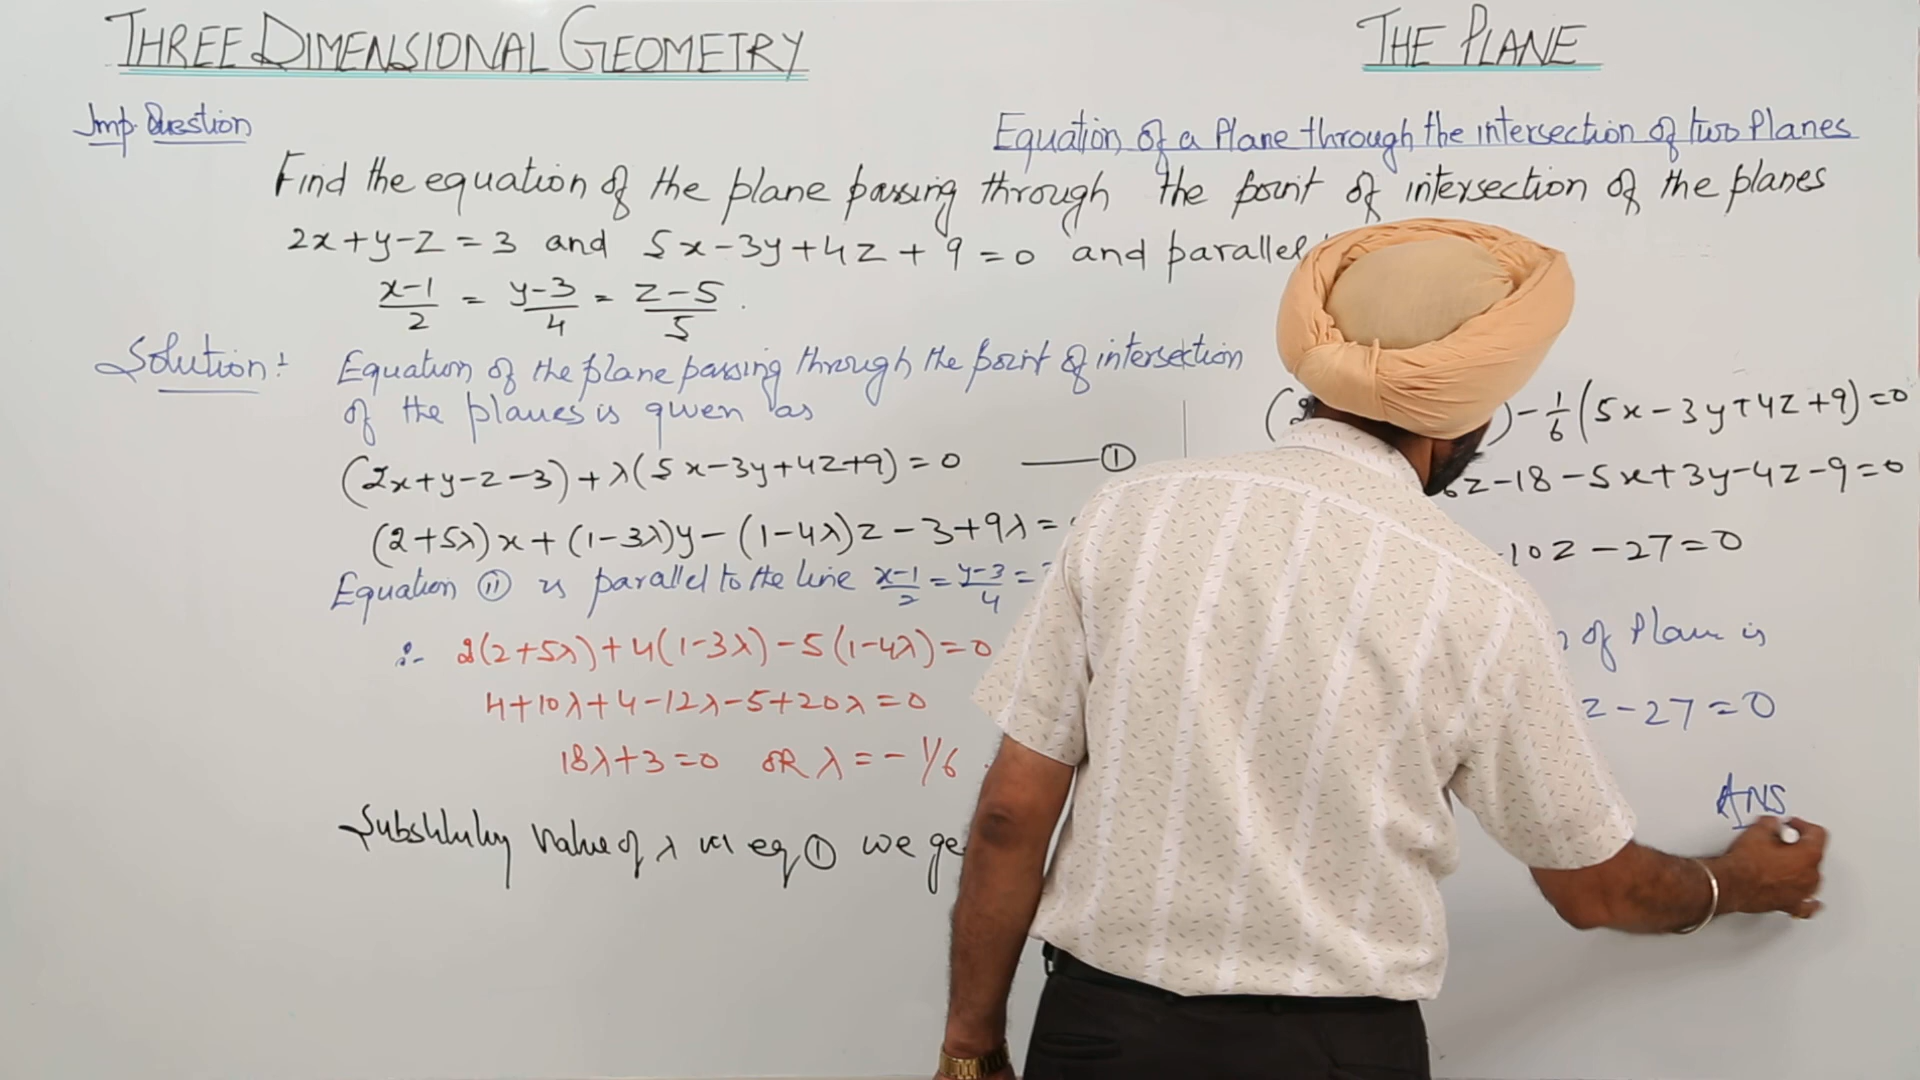 THREE DIMENSIONAL GEOMETRY
THE PLANE
Imp. Question
Equation of a Plane through the intersection of two Planes
Find the equation of the plane passing through the point of intersection of the planes
2x+y-z=3 and 5x-3y+4z+9=0 and parallel
x-1/2 = y-3/4 = z-5/5 .
Solution:
Equation of the plane passing through the point of intersection
of the planes is given as
(2x+y-z-3)+λ(5x-3y+4z+9)=0 —— ①
(2+5λ)x+(1-3λ)y-(1-4λ)z-3+9λ=
Equation ⑪ is parallel to the line x-1/2 = y-3/4 =
∴ 2(2+5λ)+4(1-3λ)-5(1-4λ)=0
4+10λ+4-12λ-5+20λ=0
18λ+3=0 OR λ=-1/6
Substituting value of λ in eq ① we ge
)-1/6(5x-3y+4z+9)=0
6z-18-5x+3y-4z-9=0
-10z-27=0
of Plane is
z-27=0
ANS